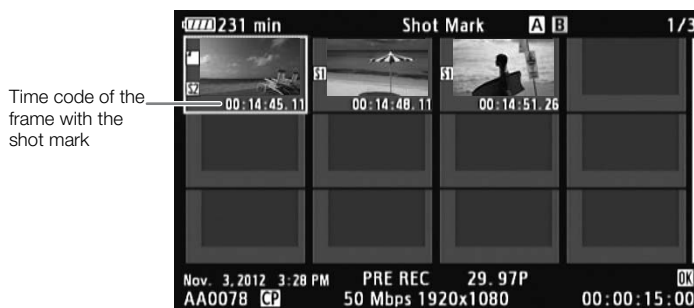 231 min Shot Mark A B 1/3
S2
00:14:45.11
S1
00:14:48.11
S1
00:14:51.26
Time code of the
frame with the
shot mark
Nov. 3,2012 3:28 PM PRE REC 29.97P OK
AA0078 CP 50 Mbps 1920x1080 00:00:15:00